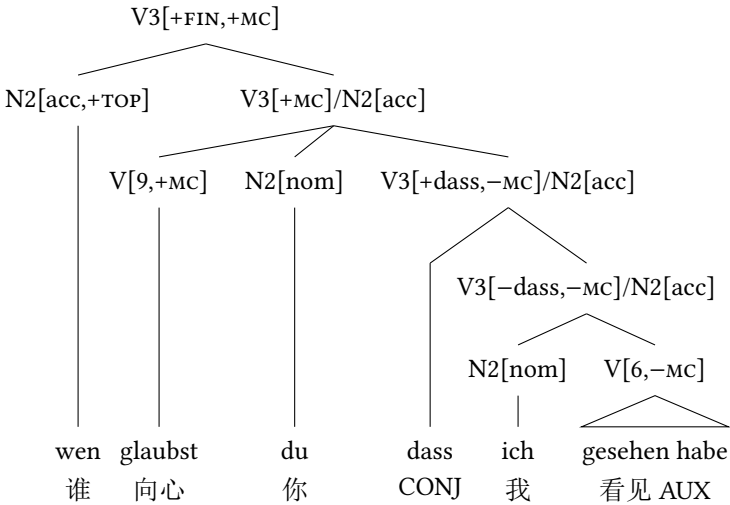 V3[+FIN,+MC]
N2[acc,+TOP] V3[+MC]/N2[acc]
V[9,+MC] N2[nom] V3[+dass,−MC]/N2[acc]
V3[−dass,−MC]/N2[acc]
N2[nom] V[6,−MC]
wen glaubst du dass ich gesehen habe
谁 向心 你 CONJ 我 看见 AUX